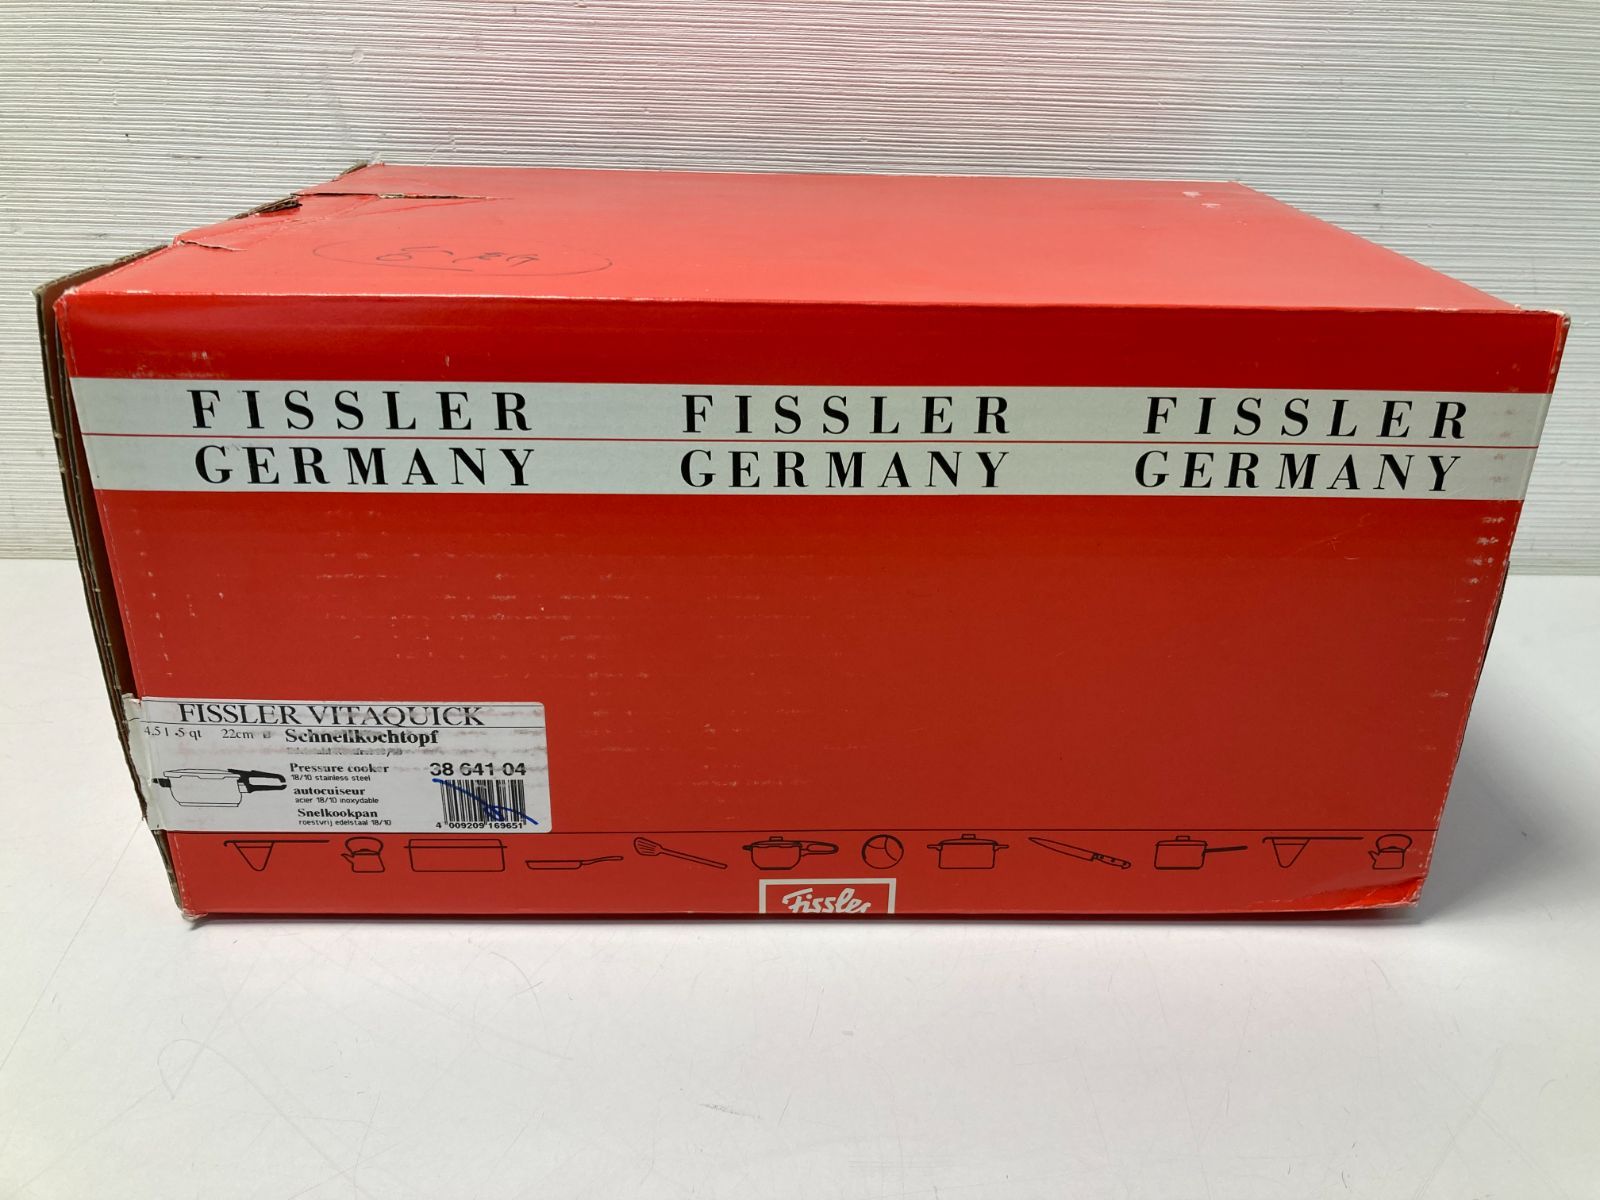 FISSLER FISSLER FISSLER
GERMANY GERMANY GERMANY
FISSLER VITAQUICK
4.5 l -5 qt 22cm ø Schnellkochtopf
Pressure cooker 38 641 04
18/10 stainless steel
autocuiseur
acier 18/10 inoxydable
Snelkookpan
roestvrij edelstaal 18/10
4 009209 169651
Fissler